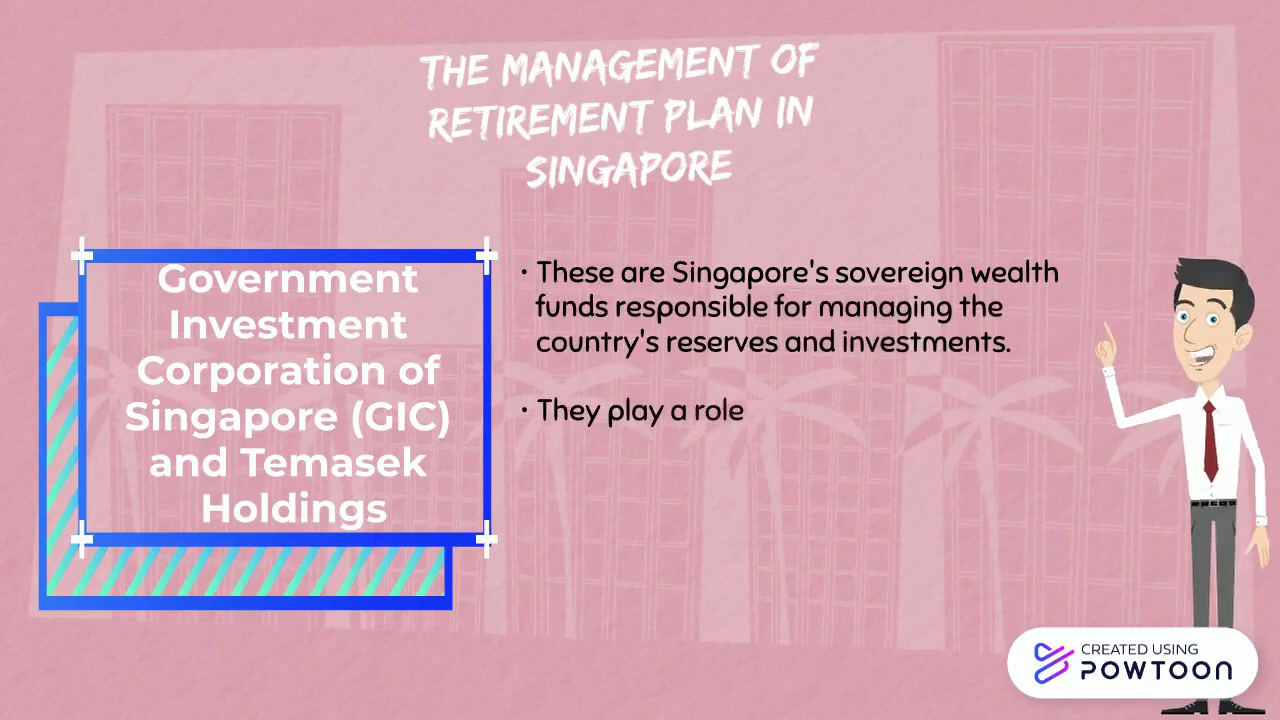 THE MANAGEMENT OF
RETIREMENT PLAN IN
SINGAPORE
Government
Investment
Corporation of
Singapore (GIC)
and Temasek
Holdings
• These are Singapore's sovereign wealth
funds responsible for managing the
country's reserves and investments.
• They play a role
CREATED USING
POWTOON